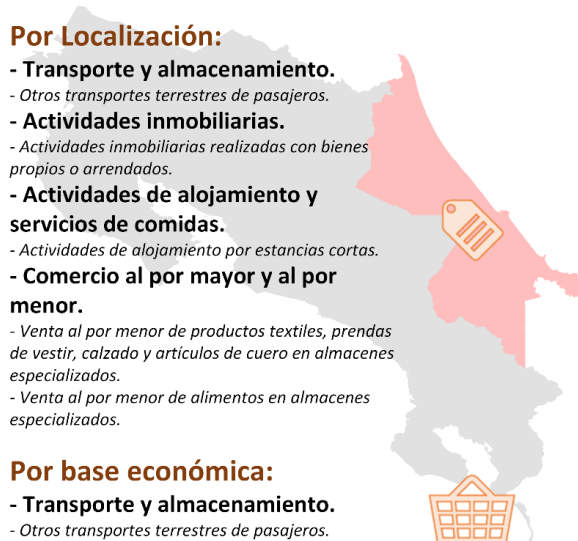 Por Localización:
- Transporte y almacenamiento.
- Otros transportes terrestres de pasajeros.
- Actividades inmobiliarias.
- Actividades inmobiliarias realizadas con bienes
propios o arrendados.
- Actividades de alojamiento y
servicios de comidas.
- Actividades de alojamiento por estancias cortas.
- Comercio al por mayor y al por
menor.
- Venta al por menor de productos textiles, prendas
de vestir, calzado y artículos de cuero en almacenes
especializados.
- Venta al por menor de alimentos en almacenes
especializados.
Por base económica:
- Transporte y almacenamiento.
- Otros transportes terrestres de pasajeros.